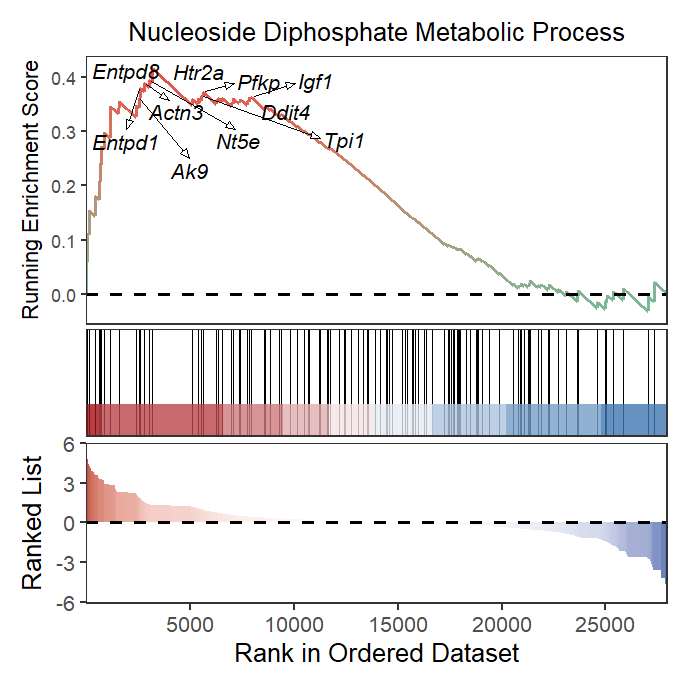 Nucleoside Diphosphate Metabolic Process
Running Enrichment Score
0.4
0.3
0.2
0.1
0.0
Entpd8
Htr2a
Pfkp
Igf1
Actn3
Ddit4
Entpd1
Nt5e
Tpi1
Ak9
Ranked List
6
3
0
-3
-6
5000 10000 15000 20000 25000
Rank in Ordered Dataset